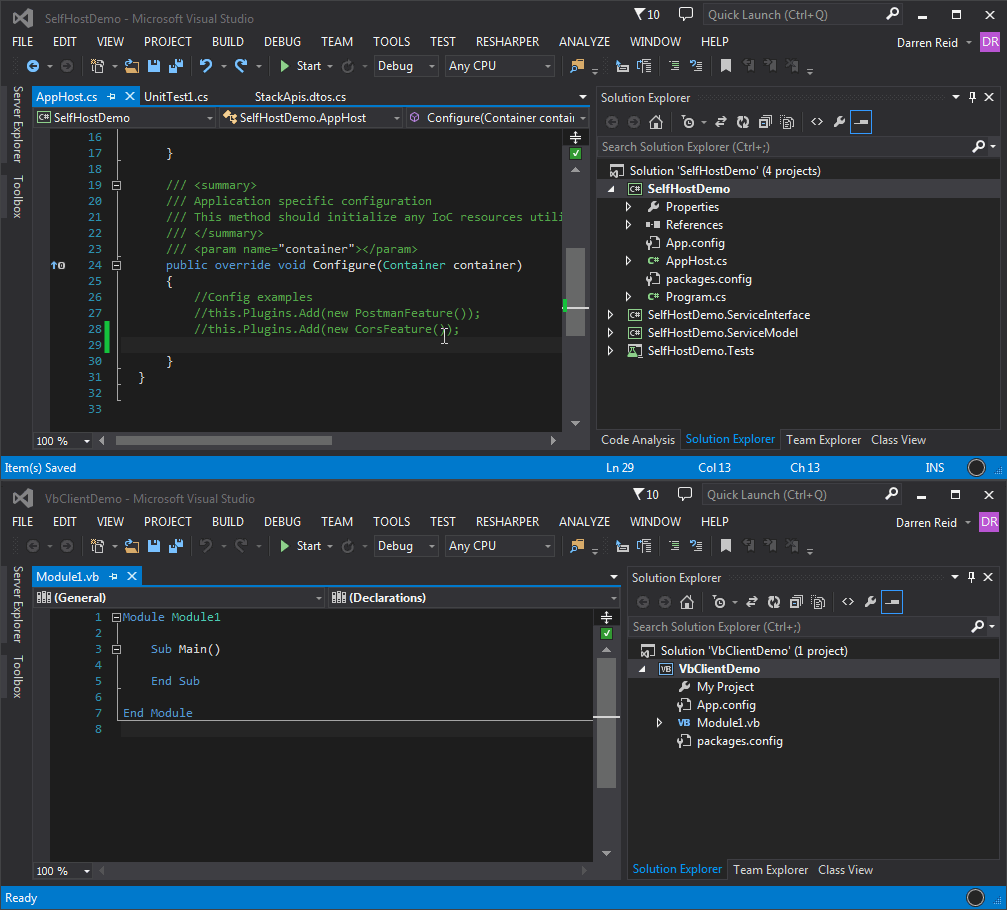 SelfHostDemo - Microsoft Visual Studio
10
Quick Launch (Ctrl+Q)
FILE EDIT VIEW PROJECT BUILD DEBUG TEAM TOOLS TEST RESHARPER ANALYZE WINDOW HELP
Darren Reid DR
Start Debug Any CPU
Server Explorer
Toolbox
AppHost.cs UnitTest1.cs StackApis.dtos.cs
SelfHostDemo SelfHostDemo.AppHost Configure(Container contai
16
17 }
18
19 /// <summary>
20 /// Application specific configuration
21 /// This method should initialize any IoC resources utili
22 /// </summary>
23 /// <param name="container"></param>
24 public override void Configure(Container container)
25 {
26 //Config examples
27 //this.Plugins.Add(new PostmanFeature());
28 //this.Plugins.Add(new CorsFeature());
29
30 }
31 }
32
33
100 %
Solution Explorer
Search Solution Explorer (Ctrl+;)
Solution 'SelfHostDemo' (4 projects)
C# SelfHostDemo
Properties
References
App.config
C# AppHost.cs
packages.config
C# Program.cs
C# SelfHostDemo.ServiceInterface
C# SelfHostDemo.ServiceModel
SelfHostDemo.Tests
Code Analysis Solution Explorer Team Explorer Class View
Item(s) Saved Ln 29 Col 13 Ch 13 INS
VbClientDemo - Microsoft Visual Studio
10
Quick Launch (Ctrl+Q)
FILE EDIT VIEW PROJECT BUILD DEBUG TEAM TOOLS TEST RESHARPER ANALYZE WINDOW HELP
Darren Reid DR
Start Debug Any CPU
Server Explorer
Toolbox
Module1.vb
(General) (Declarations)
1 Module Module1
2
3 Sub Main()
4
5 End Sub
6
7 End Module
8
100 %
Solution Explorer
Search Solution Explorer (Ctrl+;)
Solution 'VbClientDemo' (1 project)
VB VbClientDemo
My Project
App.config
VB Module1.vb
packages.config
Solution Explorer Team Explorer Class View
Ready